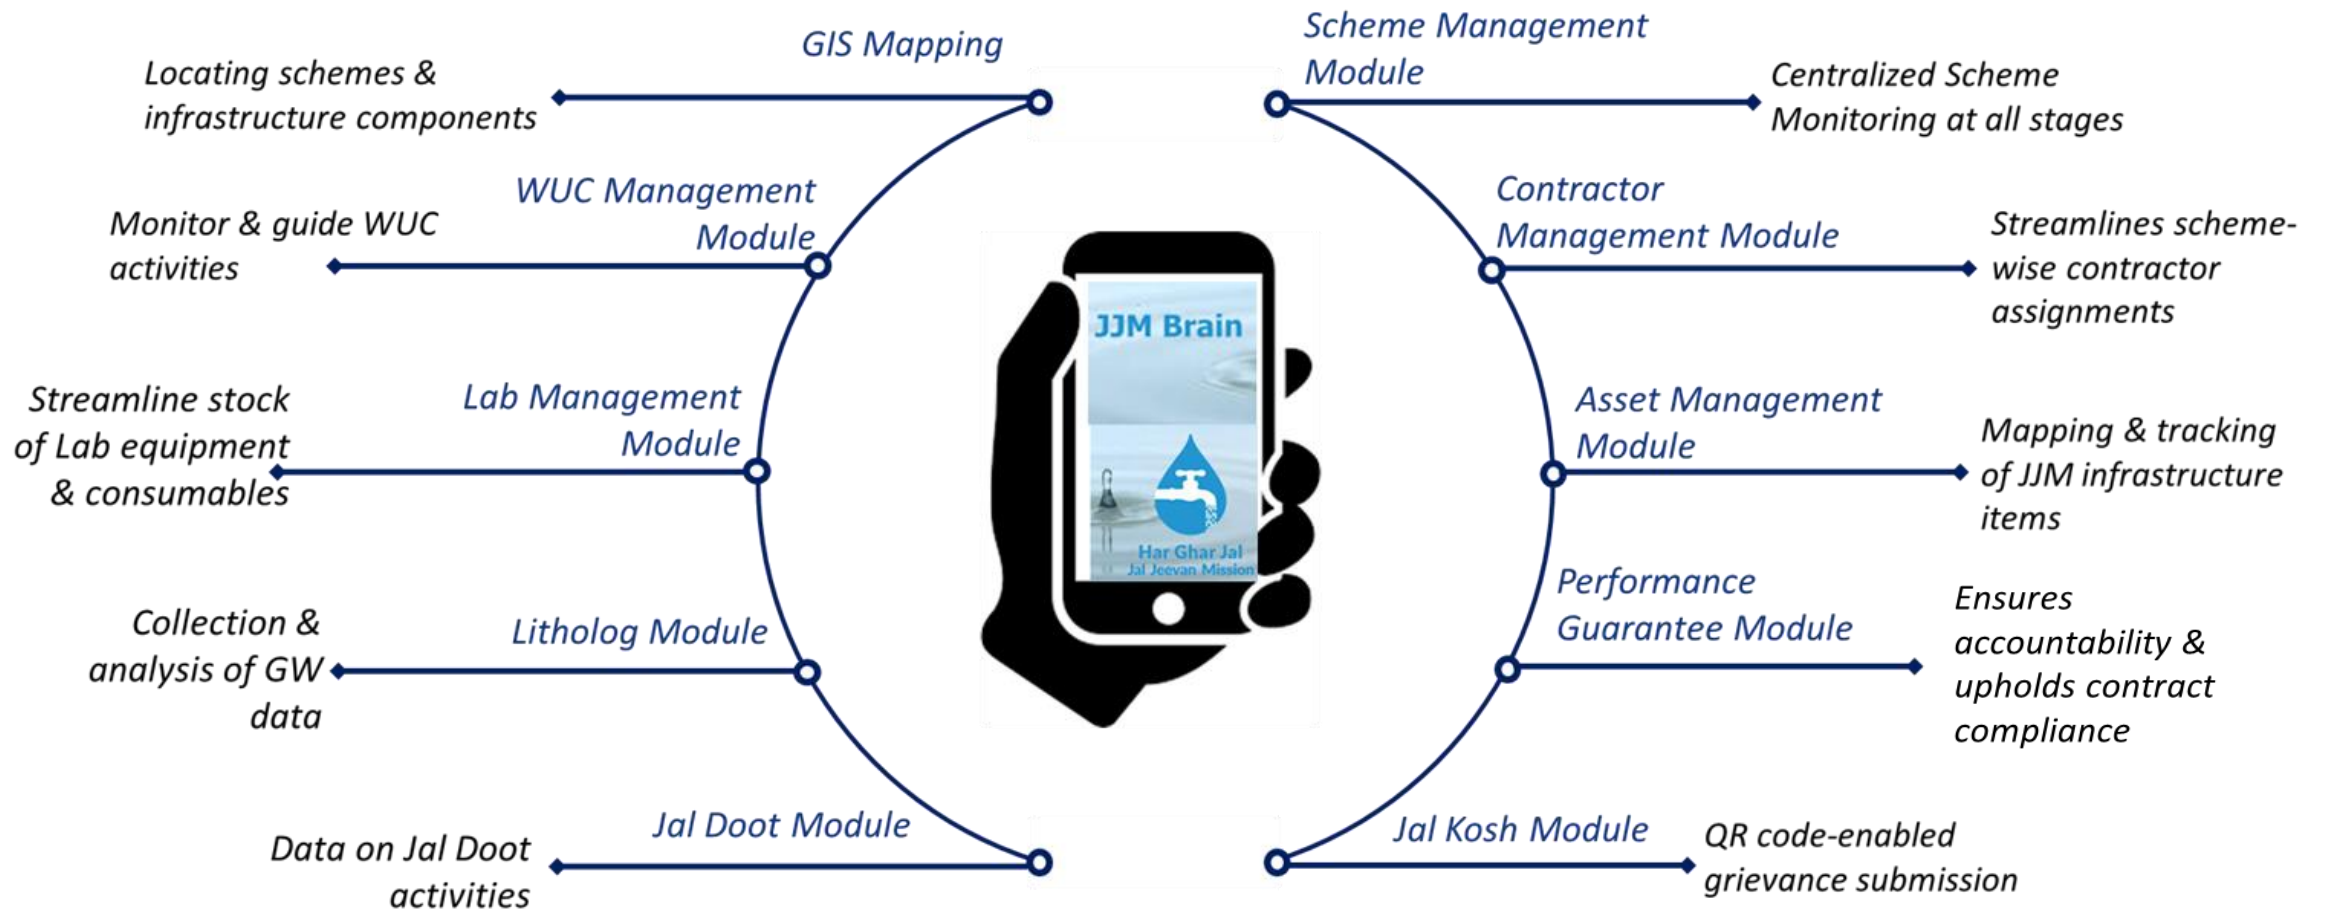 GIS Mapping
Locating schemes &
infrastructure components
WUC Management
Module
Monitor & guide WUC
activities
Lab Management
Module
Streamline stock
of Lab equipment
& consumables
Litholog Module
Collection &
analysis of GW
data
Jal Doot Module
Data on Jal Doot
activities
JJM Brain
Har Ghar Jal
Jal Jeevan Mission
Scheme Management
Module
Centralized Scheme
Monitoring at all stages
Contractor
Management Module
Streamlines scheme-
wise contractor
assignments
Asset Management
Module
Mapping & tracking
of JJM infrastructure
items
Performance
Guarantee Module
Ensures
accountability &
upholds contract
compliance
Jal Kosh Module
QR code-enabled
grievance submission